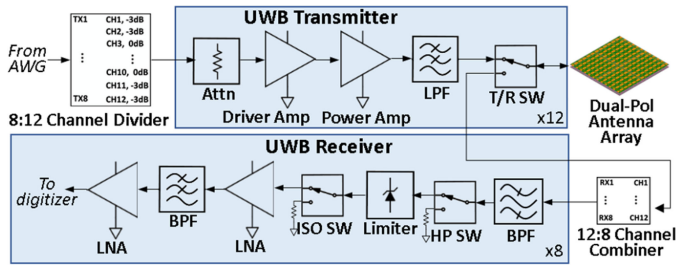 UWB Transmitter
From
AWG
TX1 CH1, -3dB
CH2, -3dB
CH3, 0dB
CH10, 0dB
CH11, -3dB
TX8 CH12, -3dB
8:12 Channel Divider
Attn
Driver Amp
Power Amp
LPF
T/R SW
x12
Dual-Pol
Antenna
Array
UWB Receiver
To
digitizer
LNA
BPF
LNA
ISO SW
Limiter
HP SW
BPF
x8
RX1 CH1
RX8 CH12
12:8 Channel
Combiner